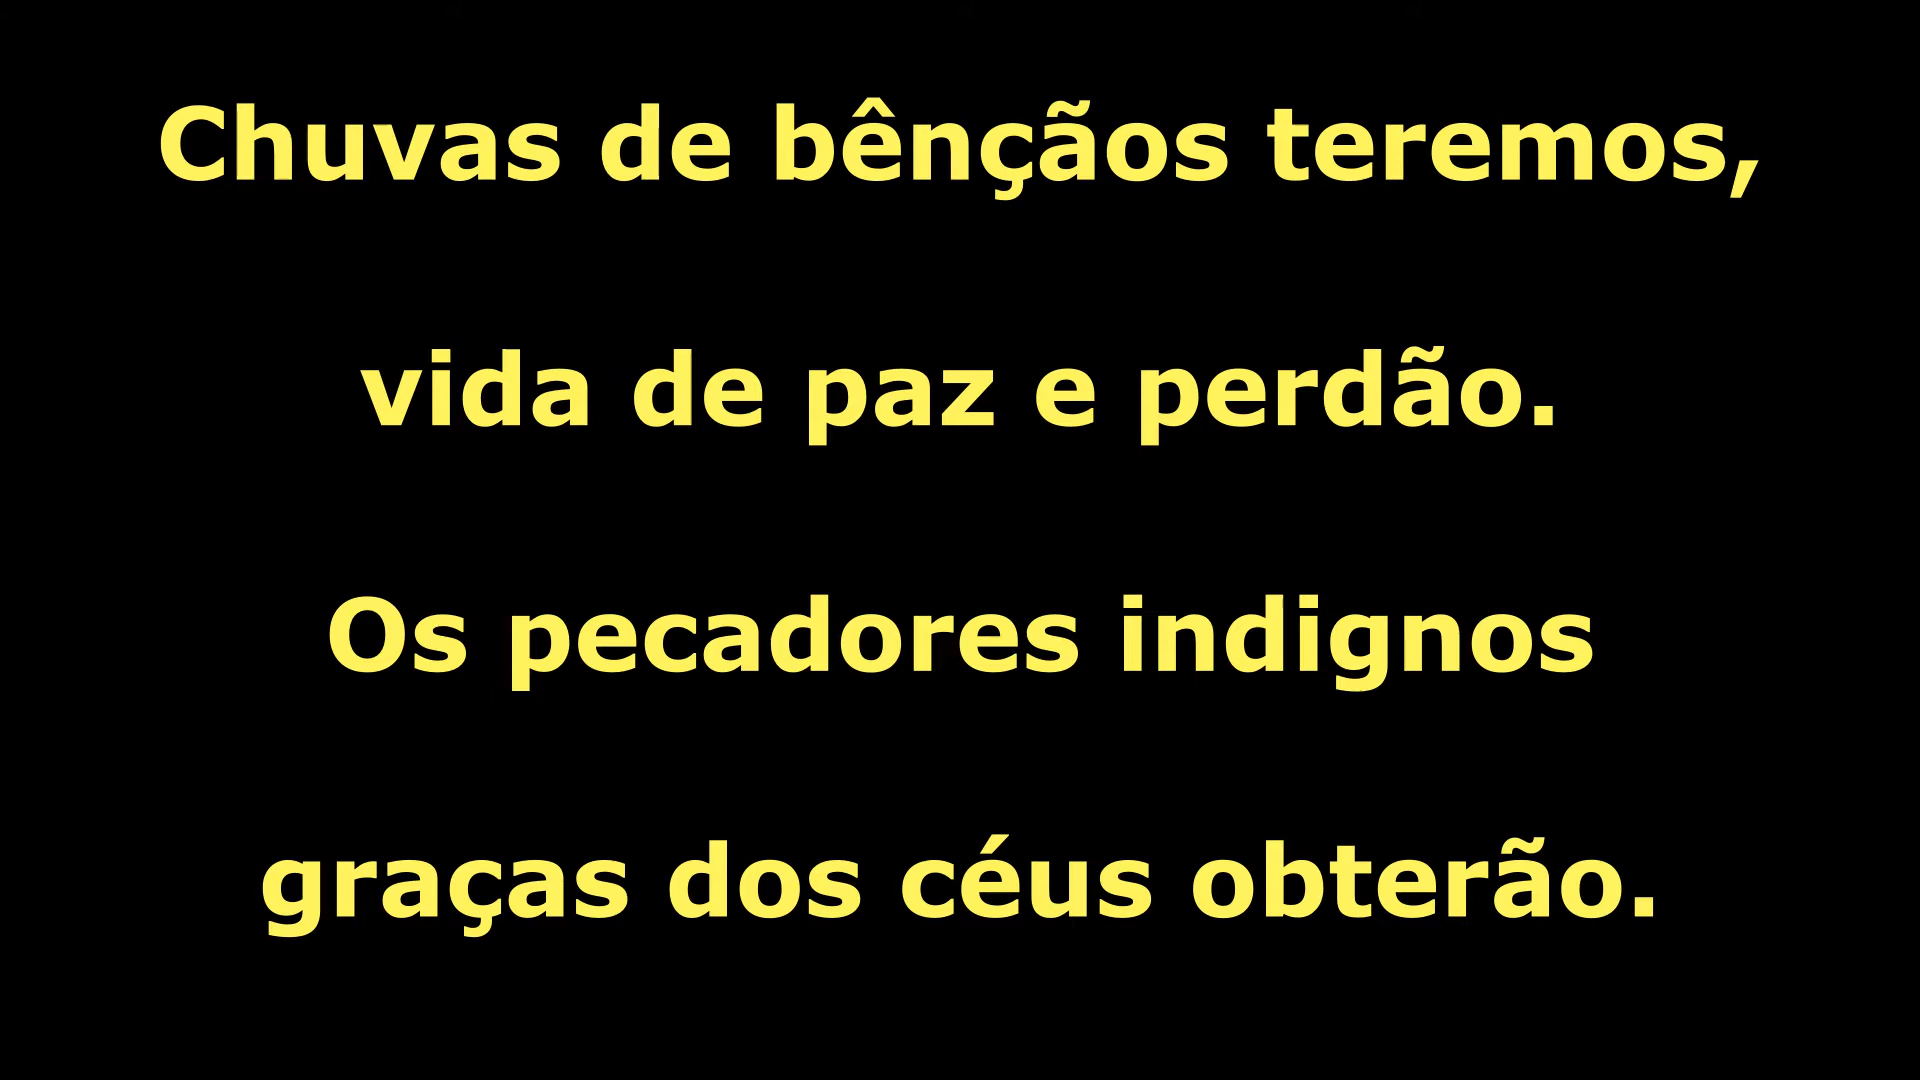 Chuvas de bênçãos teremos,
vida de paz e perdão.
Os pecadores indignos
graças dos céus obterão.